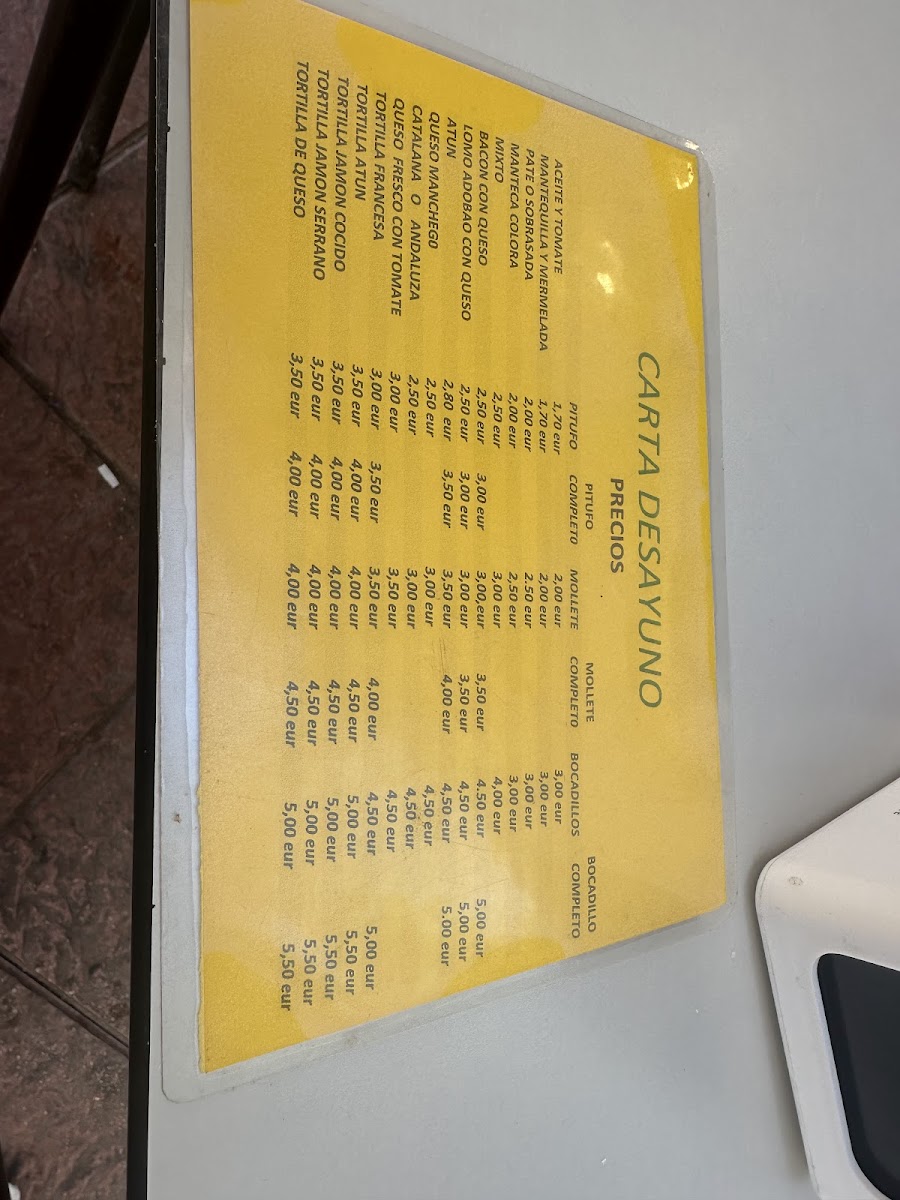 CARTA DESAYUNO
PRECIOS
PITUFO MOLLETE BOCADILLO
PITUFO COMPLETO MOLLETE COMPLETO BOCADILLOS COMPLETO
ACEITE Y TOMATE 1,70 eur 2,00 eur 3,00 eur
MANTEQUILLA Y MERMELADA 1,70 eur 2,00 eur 3,00 eur
PATE O SOBRASADA 2,00 eur 2.50 eur 3,00 eur
MANTECA COLORA 2,00 eur 2,50 eur 3,00 eur
MIXTO 2,50 eur 3,00 eur 4,00 eur
BACON CON QUESO 2,50 eur 3,00 eur 3,00 eur 3,50 eur 4.50 eur 5,00 eur
LOMO ADOBAO CON QUESO 2,50 eur 3,00 eur 3,00 eur 3,50 eur 4,50 eur 5,00 eur
ATUN 2,80 eur 3,50 eur 3,50 eur 4,00 eur 4,50 eur 5.00 eur
QUESO MANCHEGO 2,50 eur 3,00 eur 4,50 eur
CATALANA O ANDALUZA 2,50 eur 3,00 eur 4,50 eur
QUESO FRESCO CON TOMATE 3,00 eur 3,50 eur 4,50 eur
TORTILLA FRANCESA 3,00 eur 3,50 eur 3,50 eur 4,00 eur 4,50 eur 5,00 eur
TORTILLA ATUN 3,50 eur 4,00 eur 4,00 eur 4,50 eur 5,00 eur 5,50 eur
TORTILLA JAMON COCIDO 3,50 eur 4,00 eur 4,00 eur 4,50 eur 5,00 eur 5,50 eur
TORTILLA JAMON SERRANO 3,50 eur 4,00 eur 4,00 eur 4,50 eur 5,00 eur 5,50 eur
TORTILLA DE QUESO 3,50 eur 4,00 eur 4,00 eur 4,50 eur 5,00 eur 5,50 eur